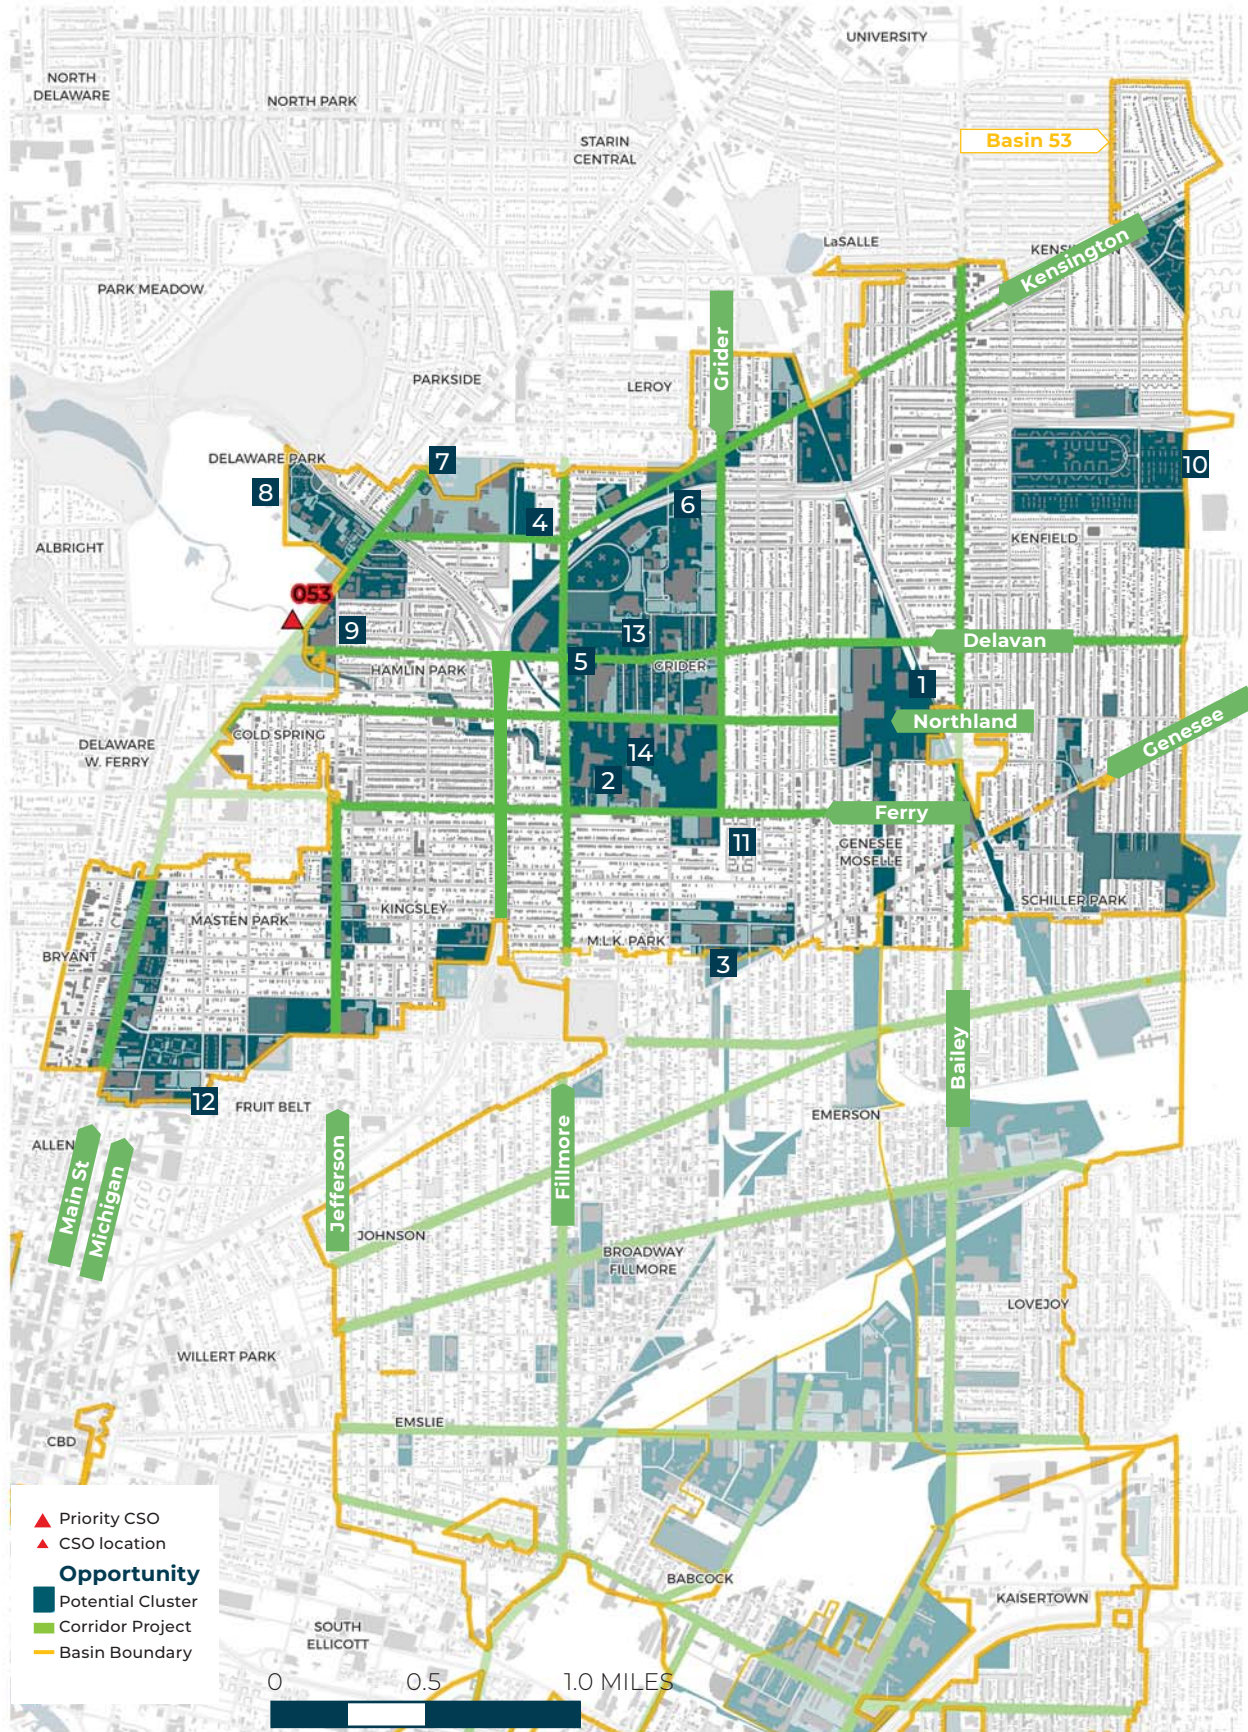 UNIVERSITY
NORTH
DELAWARE
NORTH PARK
STARIN
CENTRAL
Basin 53
LaSALLE
Kensington
PARK MEADOW
Grider
PARKSIDE
LEROY
DELAWARE PARK
7
8
10
6
4
KENFIELD
ALBRIGHT
053
9
13
Delavan
HAMLIN PARK
5
GRIDER
1
Northland
Genesee
COLD SPRING
DELAWARE
W. FERRY
14
2
Ferry
11
GENESEE
MOSELLE
SCHILLER PARK
KINGSLEY
MASTEN PARK
M.L.K. PARK
BRYANT
3
Bailey
12
FRUIT BELT
EMERSON
ALLEN
Main St
Michigan
Jefferson
Fillmore
JOHNSON
BROADWAY
FILLMORE
LOVEJOY
WILLERT PARK
EMSLIE
CBD
BABCOCK
KAISERTOWN
SOUTH
ELLICOTT
Priority CSO
CSO location
Opportunity
Potential Cluster
Corridor Project
Basin Boundary
0 0.5 1.0 MILES